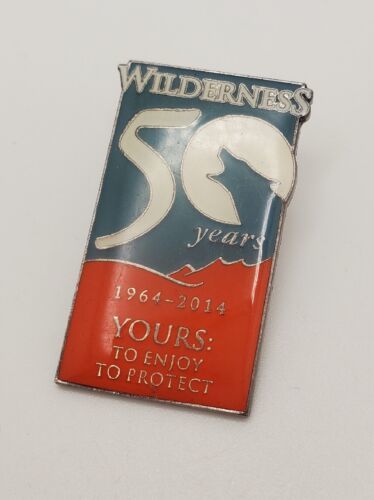 WILDERNESS
50
years
1964-2014
YOURS:
TO ENJOY
TO PROTECT